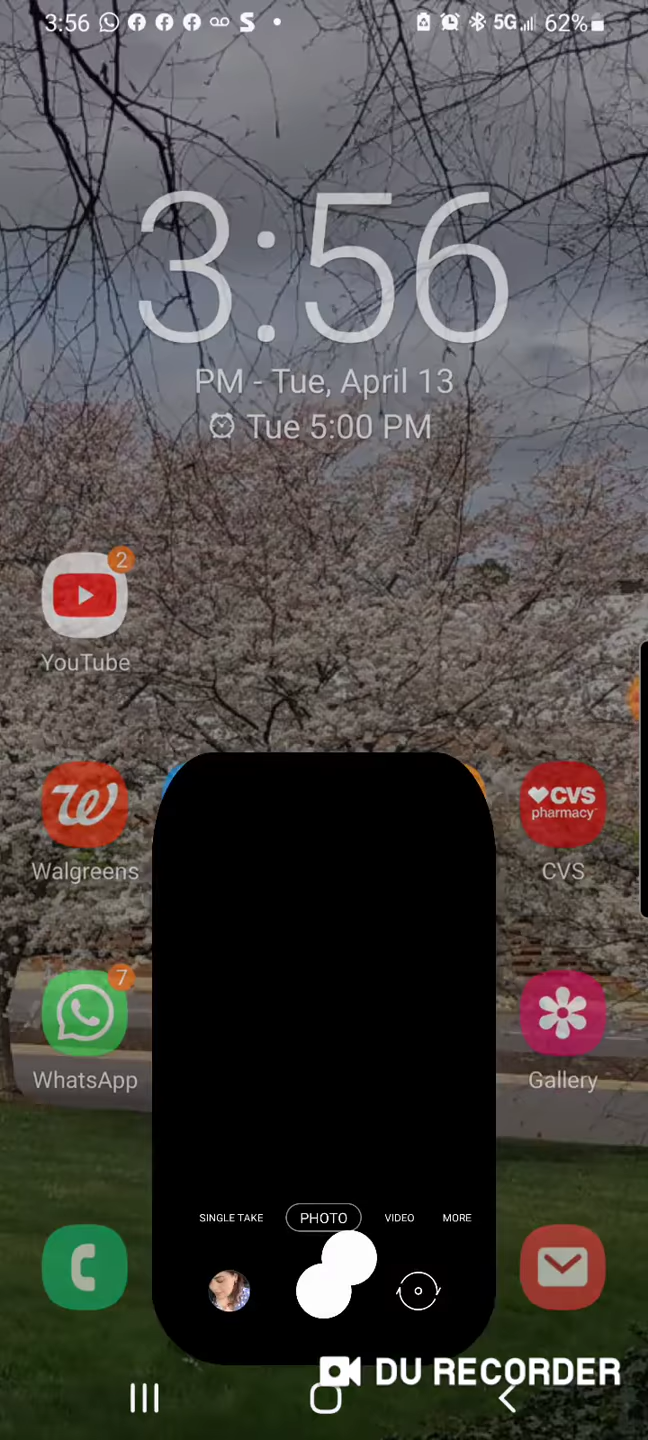 3:56 5G 62%
3:56
PM - Tue, April 13
Tue 5:00 PM
2
YouTube
CVS
pharmacy
Walgreens
CVS
7
WhatsApp
Gallery
SINGLE TAKE PHOTO VIDEO MORE
DU RECORDER